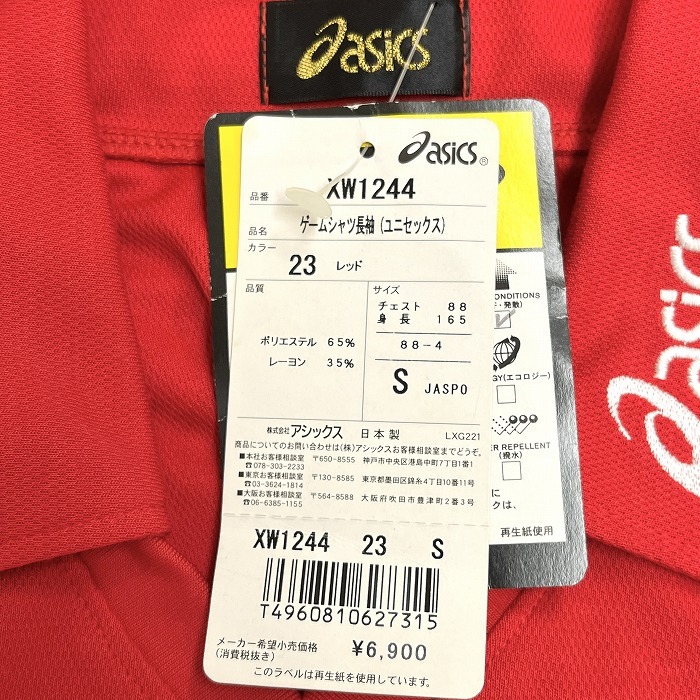 asics
asics®
品番 XW1244
品名 ゲームシャツ長袖(ユニセックス)
カラー
23 レッド
品質
ポリエステル 65%
レーヨン 35%
サイズ
チェスト 88
身長 165
88-4
S JASPO
株式会社アシックス 日本製 LXG221
商品についてのお問い合わせは(株)アシックスお客様相談室までどうぞ。
■本社お客様相談室 〒650-8555 神戸市中央区港島中町7丁目1番1
☎078-303-2233
■東京お客様相談室 〒130-8585 東京都墨田区錦糸4丁目10番11号
☎03-3624-1814
■大阪お客様相談室 〒564-8588 大阪府吹田市豊津町2番3号
☎06-6385-1155
XW1244 23 S
T4960810627315
メーカー希望小売価格
(消費税抜き)
¥6,900
このラベルは再生紙を使用しています。
ONDITIONS
・発散)
GY(エコロジー)
ER REPELLENT
(撥水)
に
クは、
再生紙使用
asics